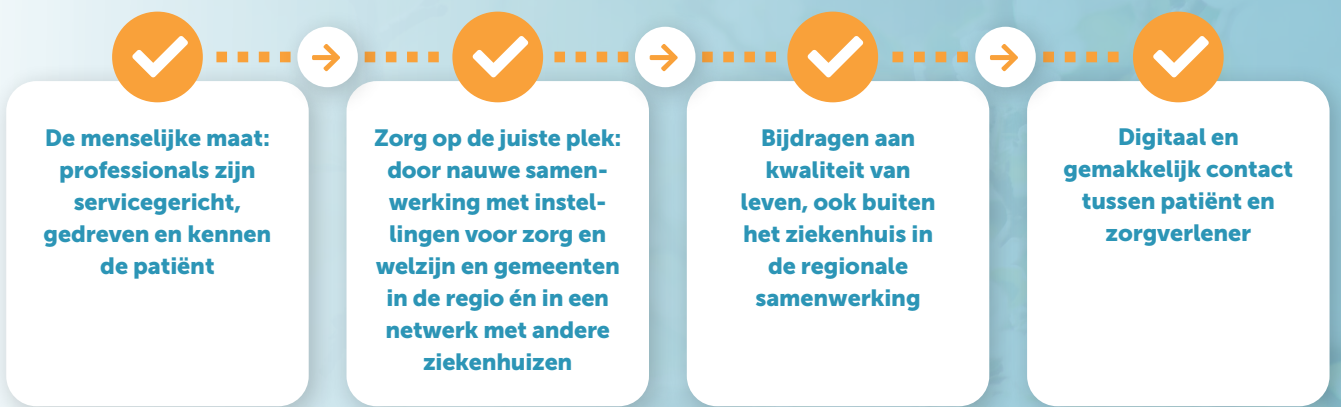 De menselijke maat:
professionals zijn
servicegericht,
gedreven en kennen
de patiënt
Zorg op de juiste plek:
door nauwe samen-
werking met instel-
lingen voor zorg en
welzijn en gemeenten
in de regio én in een
netwerk met andere
ziekenhuizen
Bijdragen aan
kwaliteit van
leven, ook buiten
het ziekenhuis in
de regionale
samenwerking
Digitaal en
gemakkelijk contact
tussen patiënt en
zorgverlener